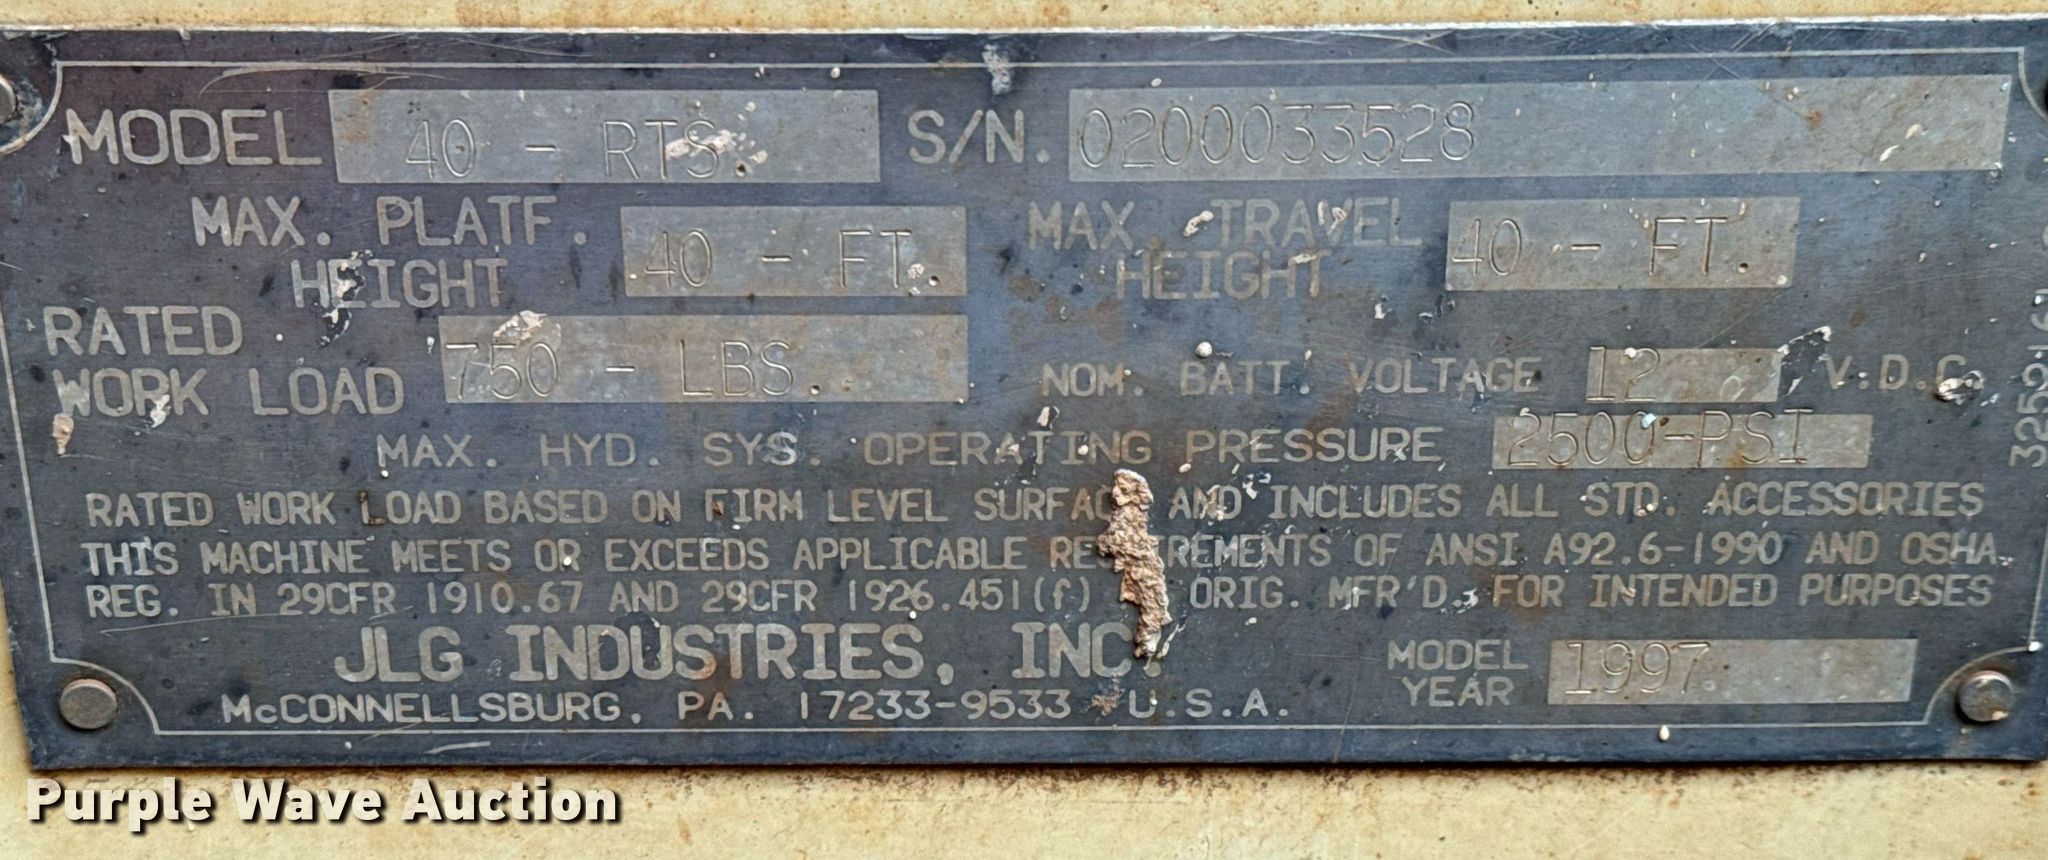 MODEL 40 - RTS S/N. 0200033528
MAX. PLATF. HEIGHT 40 - FT. MAX. TRAVEL HEIGHT 40 - FT.
RATED WORK LOAD 750 - LBS. NOM. BATT. VOLTAGE 12 V.D.C.
MAX. HYD. SYS. OPERATING PRESSURE 2500-PSI
RATED WORK LOAD BASED ON FIRM LEVEL SURFAC AND INCLUDES ALL STD. ACCESSORIES
THIS MACHINE MEETS OR EXCEEDS APPLICABLE RE REMENTS OF ANSI A92.6-1990 AND OSHA
REG. IN 29CFR 1910.67 AND 29CFR 1926.451(f) ORIG. MFR'D. FOR INTENDED PURPOSES
JLG INDUSTRIES, INC.
McCONNELLSBURG, PA. 17233-9533 U.S.A.
MODEL YEAR 1997
Purple Wave Auction